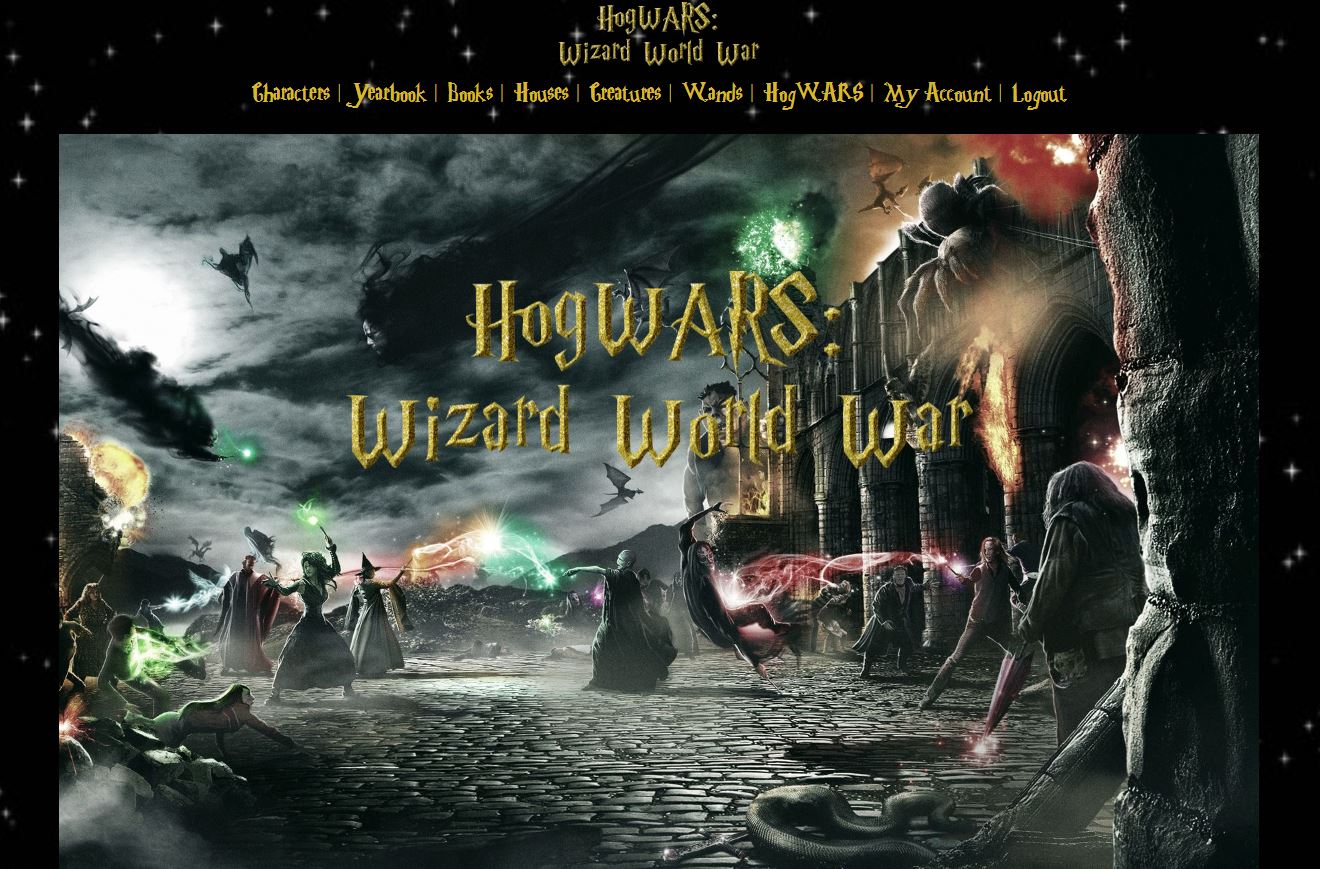 HogWARS:
Wizard World War
Characters | Yearbook | Books | Houses | Creatures | Wands | HogWARS | My Account | Logout
HogWARS:
Wizard World War